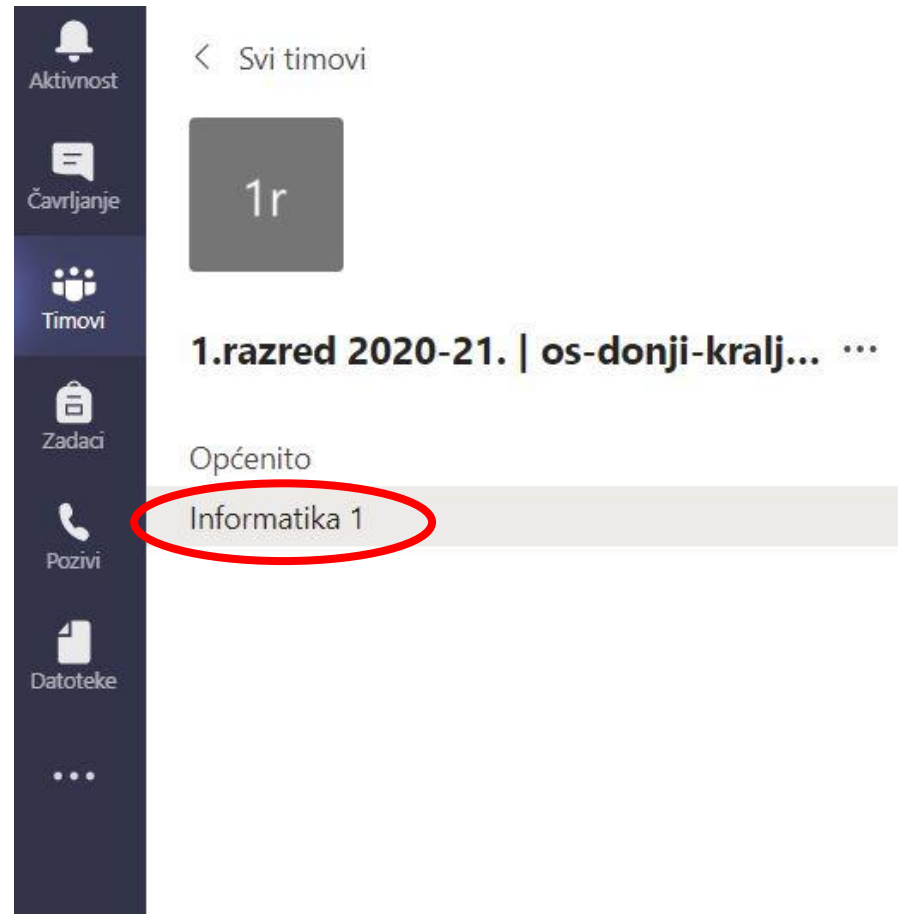 Aktivnost
Čavrljanje
Timovi
Zadaci
Pozivi
Datoteke
Svi timovi
1r
1.razred 2020-21. | os-donji-kralj... ...
Općenito
Informatika 1